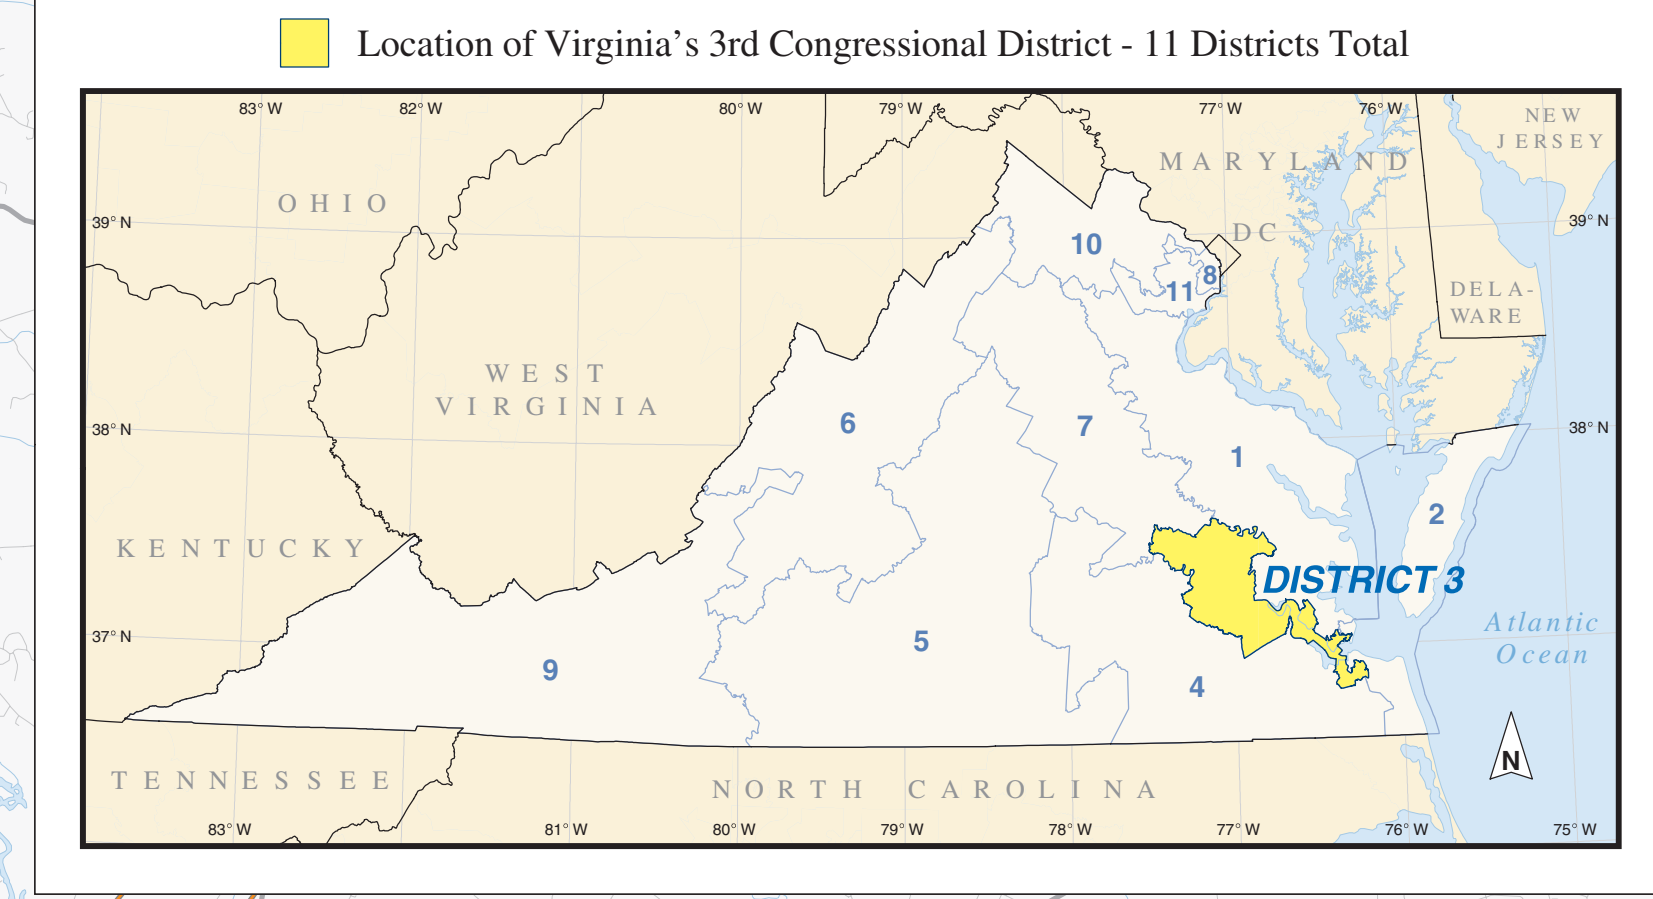 Location of Virginia's 3rd Congressional District - 11 Districts Total
83° W
82° W
80° W
79° W
77° W
76° W
NEW
JERSEY
MARYLAND
OHIO
39° N
39° N
DC
10
8
11
DELA-
WARE
WEST
VIRGINIA
6
7
38° N
38° N
1
2
KENTUCKY
DISTRICT 3
Atlantic
Ocean
37° N
5
9
4
N
TENNESSEE
NORTH CAROLINA
83° W
81° W
80° W
79° W
78° W
77° W
76° W
75° W